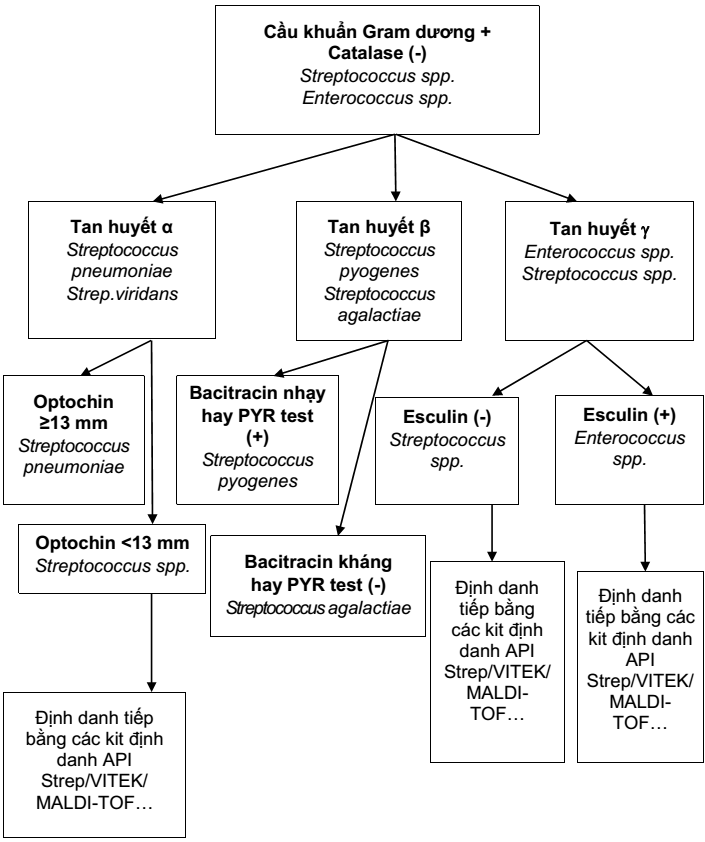 Cầu khuẩn Gram dương +
Catalase (-)
Streptococcus spp.
Enterococcus spp.
Tan huyết α
Streptococcus
pneumoniae
Strep.viridans
Tan huyết β
Streptococcus
pyogenes
Streptococcus
agalactiae
Tan huyết γ
Enterococcus spp.
Streptococcus spp.
Optochin
≥13 mm
Streptococcus
pneumoniae
Bacitracin nhạy
hay PYR test
(+)
Streptococcus
pyogenes
Esculin (-)
Streptococcus
spp.
Esculin (+)
Enterococcus
spp.
Optochin <13 mm
Streptococcus spp.
Bacitracin kháng
hay PYR test (-)
Streptococcus agalactiae
Định danh
tiếp bằng
các kit định
danh API
Strep/VITEK/
MALDI-
TOF…
Định danh
tiếp bằng các
kit định danh
API
Strep/VITEK/
MALDI-
TOF…
Định danh tiếp
bằng các kit định
danh API
Strep/VITEK/
MALDI-TOF…